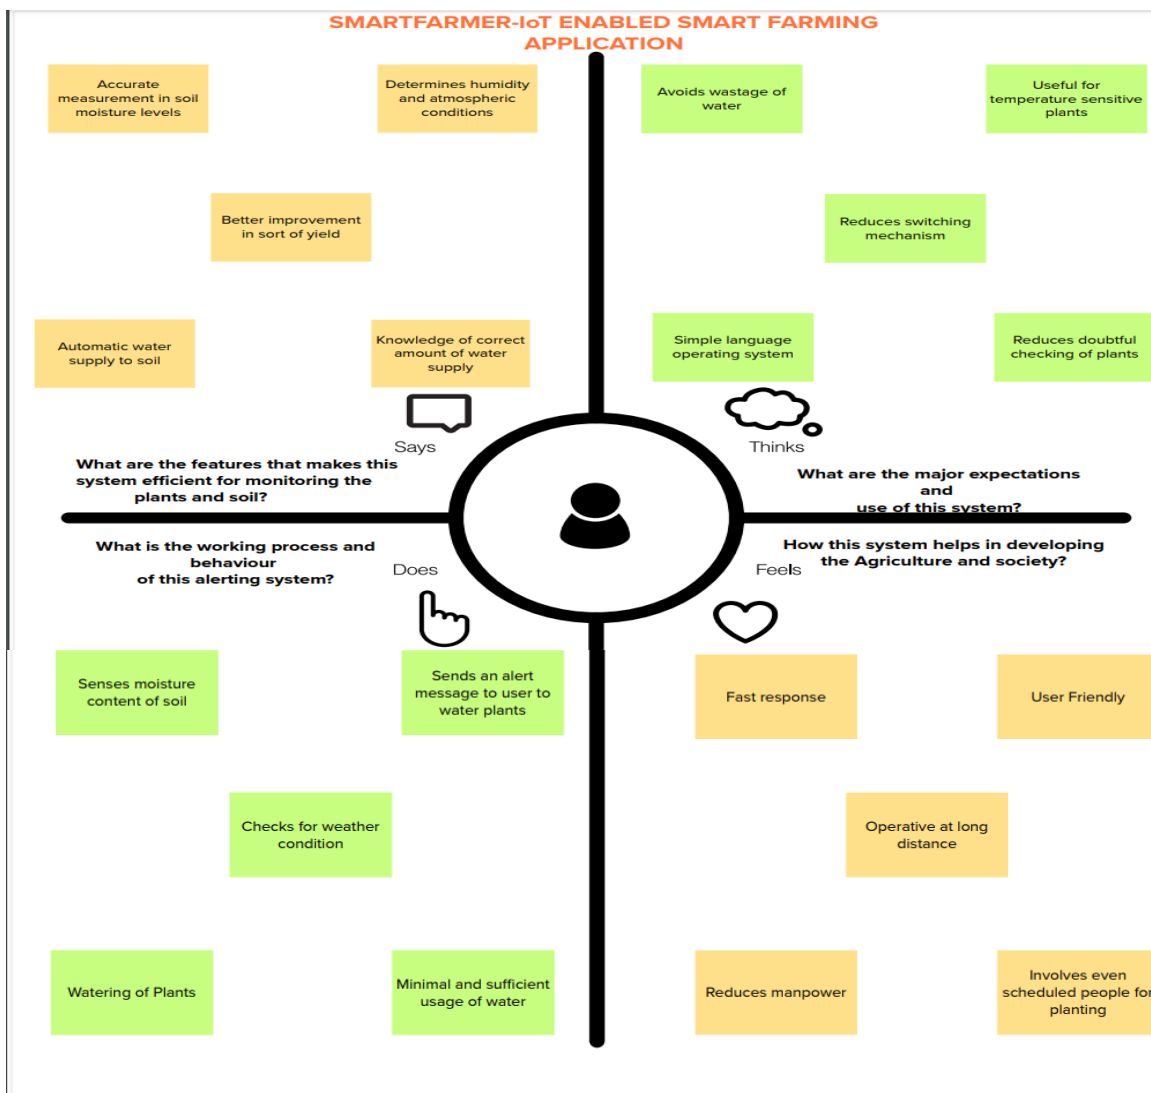 SMARTFARMER-IoT ENABLED SMART FARMING
APPLICATION
Accurate
measurement in soil
moisture levels
Determines humidity
and atmospheric
conditions
Better improvement
in sort of yield
Automatic water
supply to soil
Knowledge of correct
amount of water
supply
Says
What are the features that makes this
system efficient for monitoring the
plants and soil?
Avoids wastage of
water
Useful for
temperature sensitive
plants
Reduces switching
mechanism
Simple language
operating system
Reduces doubtful
checking of plants
Thinks
What are the major expectations
and
use of this system?
What is the working process and
behaviour
of this alerting system?
Does
Senses moisture
content of soil
Sends an alert
message to user to
water plants
Checks for weather
condition
Watering of Plants
Minimal and sufficient
usage of water
How this system helps in developing
the Agriculture and society?
Feels
Fast response
User Friendly
Operative at long
distance
Reduces manpower
Involves even
scheduled people for
planting